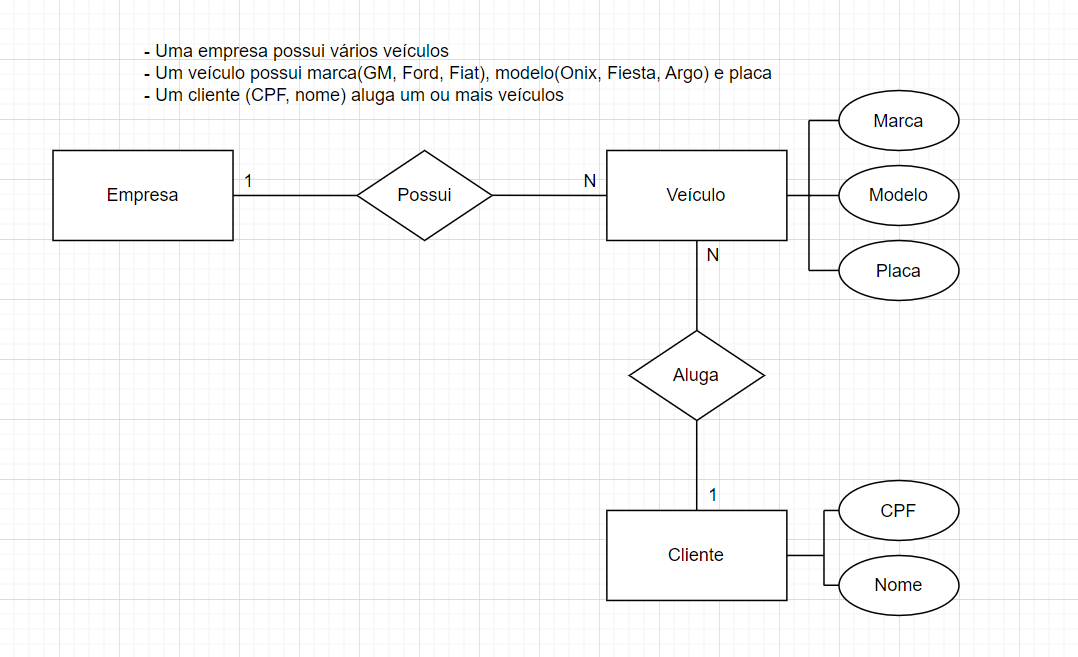 - Uma empresa possui vários veículos
- Um veículo possui marca(GM, Ford, Fiat), modelo(Onix, Fiesta, Argo) e placa
- Um cliente (CPF, nome) aluga um ou mais veículos
Marca
1
N
Empresa
Possui
Veículo
Modelo
N
Placa
Aluga
1
CPF
Cliente
Nome